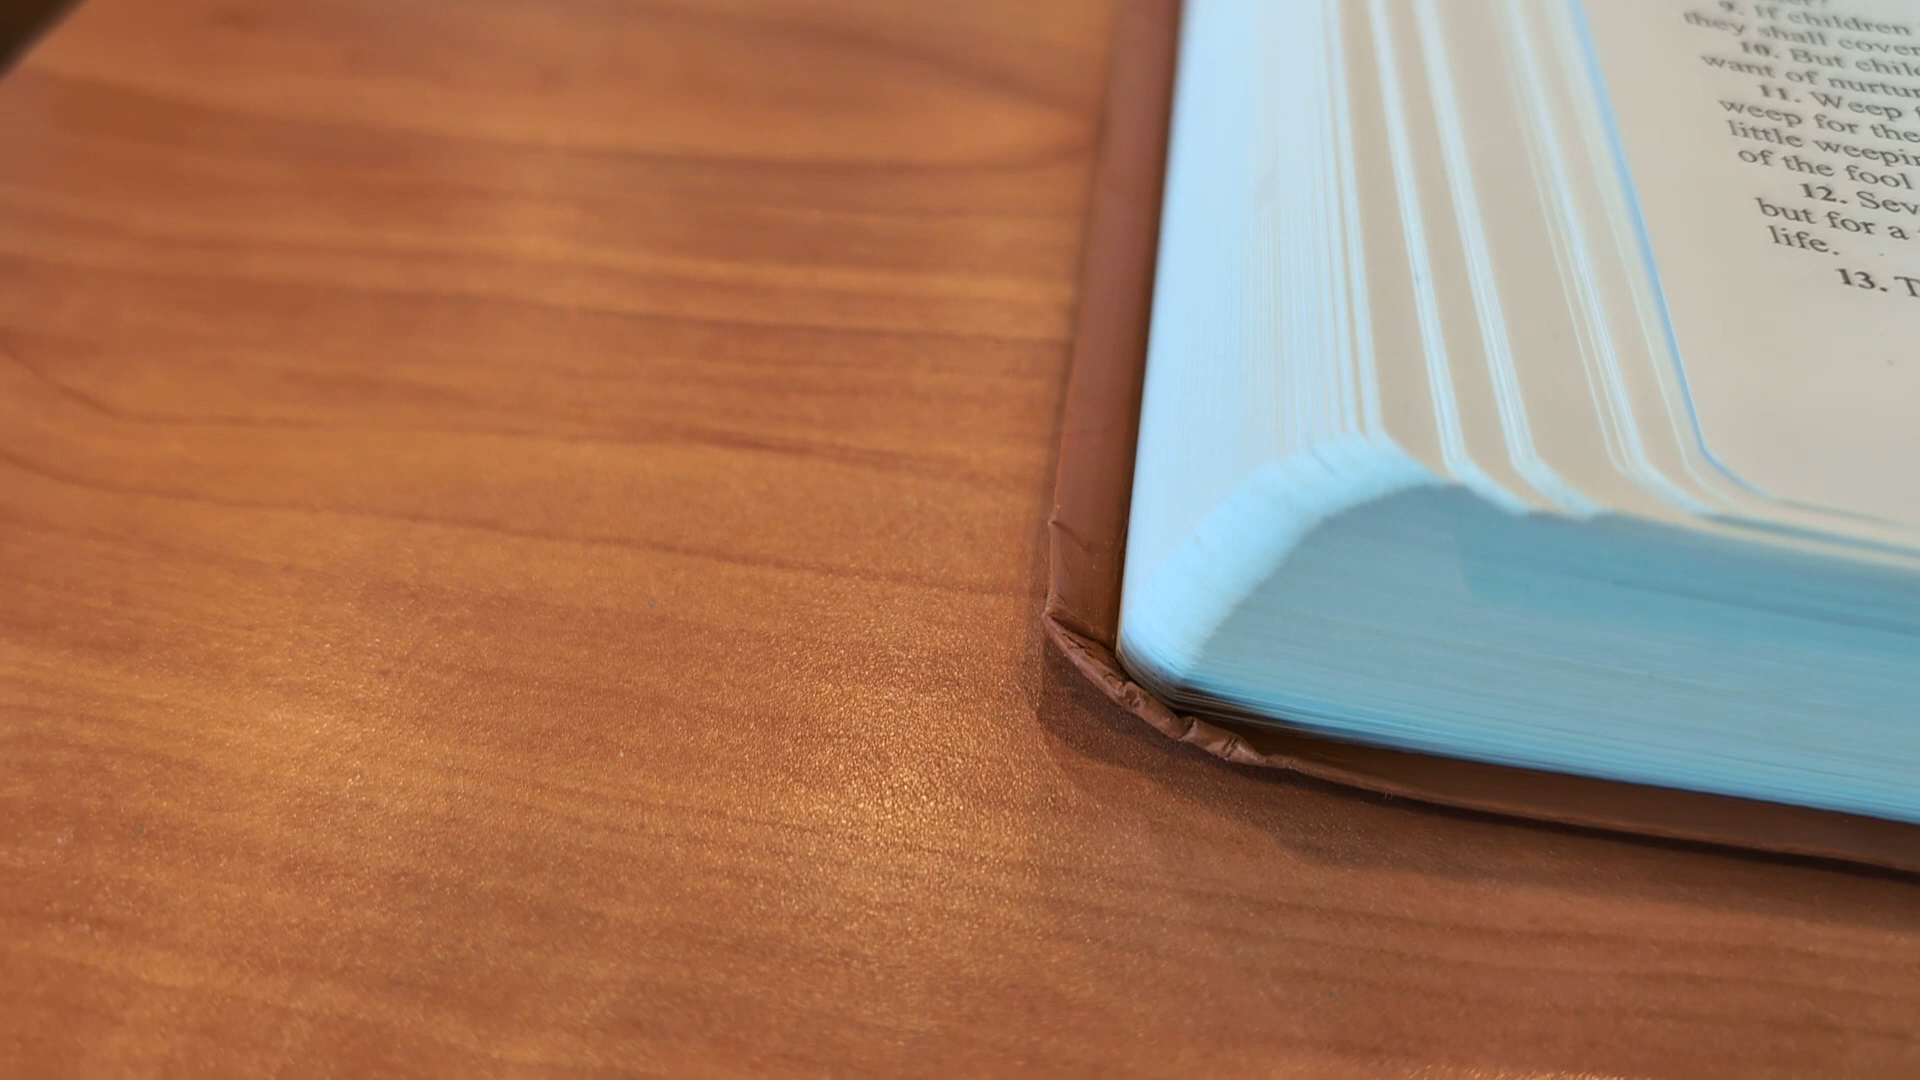 9. If children
they shall cover
10. But chil
want of nurtur
11. Weep
weep for the
little weepin
of the fool
12. Sev
but for a
life.
13. T